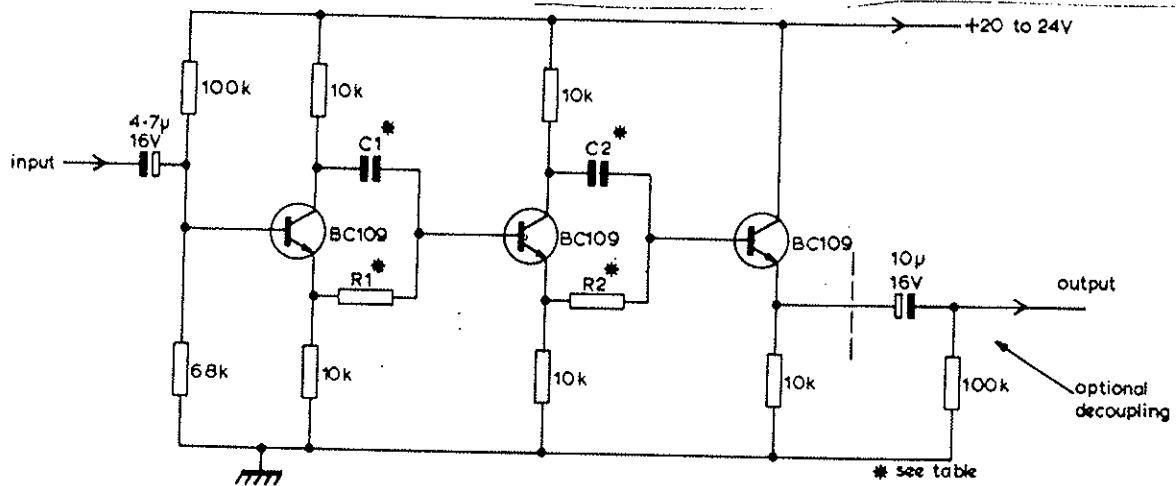 +20 to 24V
100k
10k
10k
4·7µ
16V
C1*
C2*
input
BC109
BC109
BC109
R1*
R2*
10µ
16V
output
68k
10k
10k
10k
100k
optional
decoupling
* see table